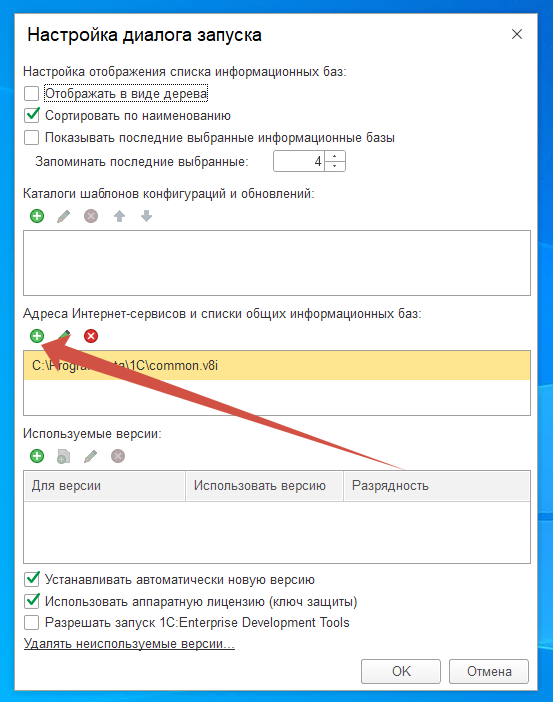 Настройка диалога запуска
Настройка отображения списка информационных баз:
Отображать в виде дерева
Сортировать по наименованию
Показывать последние выбранные информационные базы
Запоминать последние выбранные: 4
Каталоги шаблонов конфигураций и обновлений:
Адреса Интернет-сервисов и списки общих информационных баз:
C:\ProgramData\1C\common.v8i
Используемые версии:
Для версии Использовать версию Разрядность
Устанавливать автоматически новую версию
Использовать аппаратную лицензию (ключ защиты)
Разрешать запуск 1C:Enterprise Development Tools
Удалять неиспользуемые версии...
OK Отмена